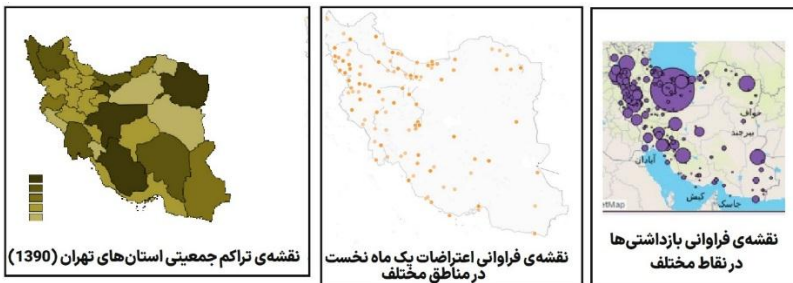 نقشه‌ی تراکم جمعیتی استان‌های تهران (1390)
نقشه‌ی فراوانی اعتراضات یک ماه نخست
در مناطق مختلف
خواف
بیرجند
آبادان
کیش
جاسک
etMap
نقشه‌ی فراوانی بازداشتی‌ها
در نقاط مختلف